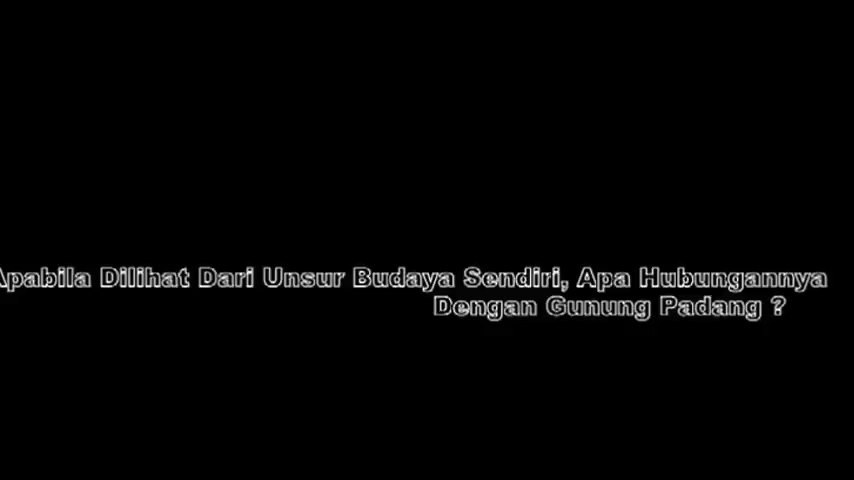 Apabila Dilihat Dari Unsur Budaya Sendiri, Apa Hubungannya
Dengan Gunung Padang ?